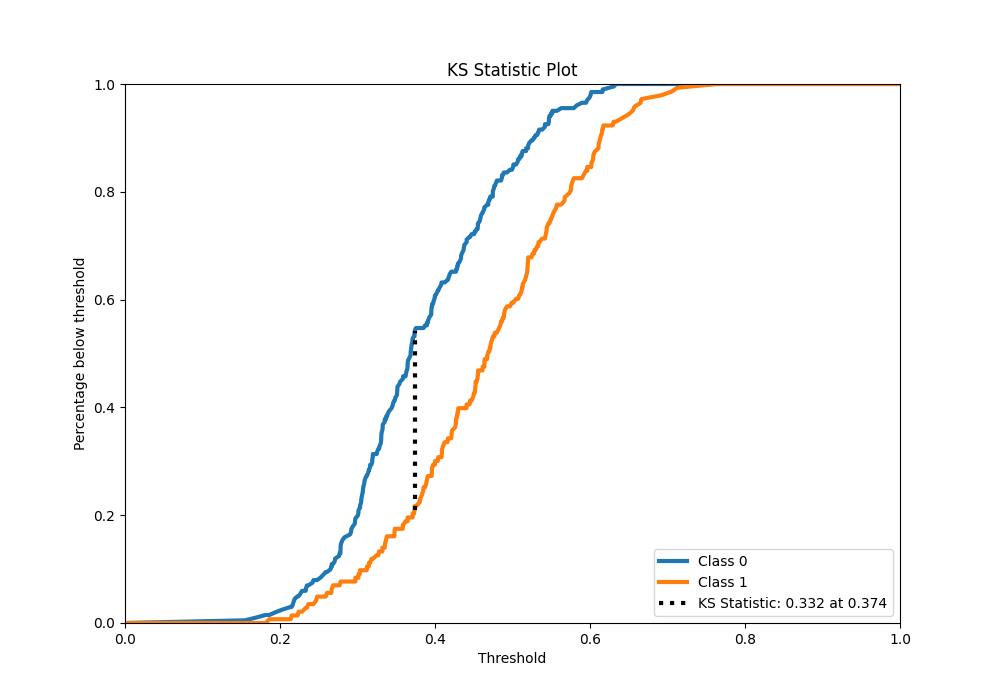 KS Statistic Plot
1.0
0.8
0.6
0.4
0.2
0.0
Percentage below threshold
0.0 0.2 0.4 0.6 0.8 1.0
Threshold
Class 0
Class 1
KS Statistic: 0.332 at 0.374